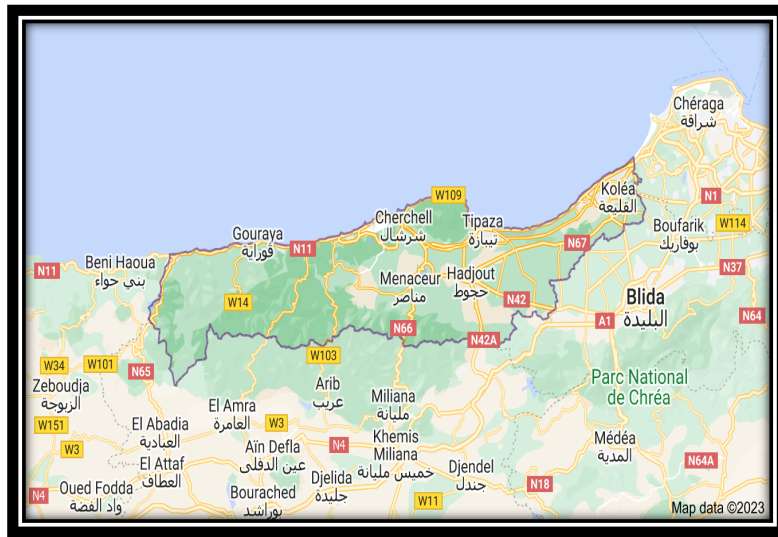 Chéraga
شراقة
W109
Koléa
القليعة
N1
Cherchell
شرشال
Tipaza
تيبازة
Gouraya
قوراية
N11
W114
Boufarik
بوفاريك
N67
Beni Haoua
بني حواء
N11
N37
Menaceur
مناصر
Hadjout
حجوط
Blida
البليدة
W14
N42
N64
A1
N66
N42A
W103
W34
W101
N65
Zeboudja
الزبوجة
Arib
عريب
Parc National
de Chréa
Miliana
مليانة
El Amra
العامرة
W151
El Abadia
العبادية
W3
W3
Khemis
Miliana
خميس مليانة
N4
Médéa
المدية
Aïn Defla
عين الدفلى
El Attaf
العطاف
Djelida
جليدة
Djendel
جندل
N64A
N18
N4
Oued Fodda
واد الفضة
Bourached
بوراشد
W11
Map data ©2023